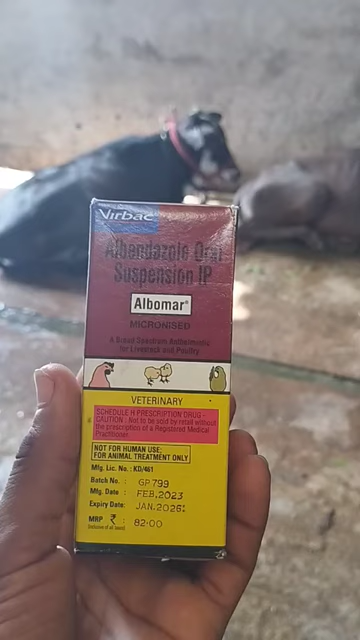 Virbac
Albendazole Oral
Suspension IP
Albomar®
MICRONISED
A Broad Spectrum Anthelmintic
for Livestock and Poultry
VETERINARY
SCHEDULE H PRESCRIPTION DRUG -
CAUTION : Not to be sold by retail without
the prescription of a Registered Medical
Practitioner.
NOT FOR HUMAN USE:
FOR ANIMAL TREATMENT ONLY
Mfg. Lic. No. : KD/461
Batch No. : GP799
Mfg. Date : FEB.2023
Expiry Date: JAN.2026
MRP ₹ : 82.00
(Inclusive of all taxes)